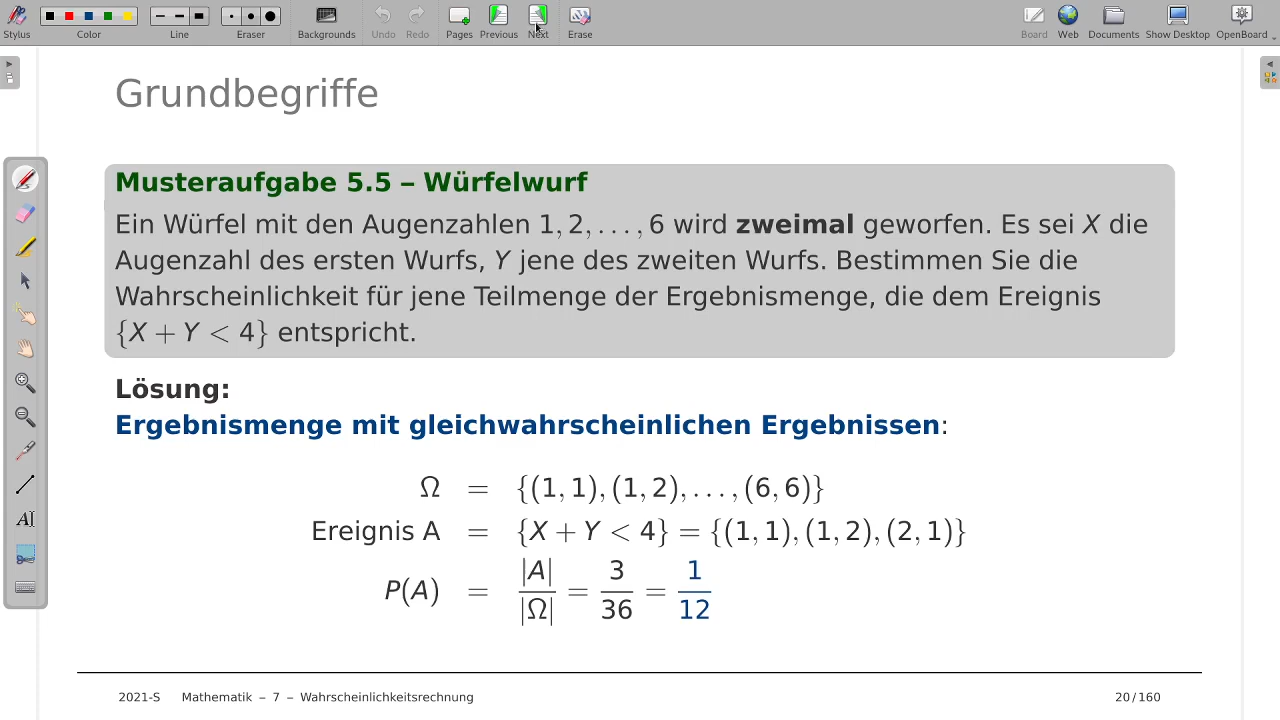 Stylus Color Line Eraser Backgrounds Undo Redo Pages Previous Next Erase Board Web Documents Show Desktop OpenBoard
Grundbegriffe
Musteraufgabe 5.5 – Würfelwurf
Ein Würfel mit den Augenzahlen 1, 2, . . . , 6 wird zweimal geworfen. Es sei X die
Augenzahl des ersten Wurfs, Y jene des zweiten Wurfs. Bestimmen Sie die
Wahrscheinlichkeit für jene Teilmenge der Ergebnismenge, die dem Ereignis
{X + Y < 4} entspricht.
Lösung:
Ergebnismenge mit gleichwahrscheinlichen Ergebnissen:
Ω = {(1, 1), (1, 2), . . . , (6, 6)}
Ereignis A = {X + Y < 4} = {(1, 1), (1, 2), (2, 1)}
P(A) = |A| / |Ω| = 3 / 36 = 1 / 12
2021-S Mathematik – 7 – Wahrscheinlichkeitsrechnung 20/160